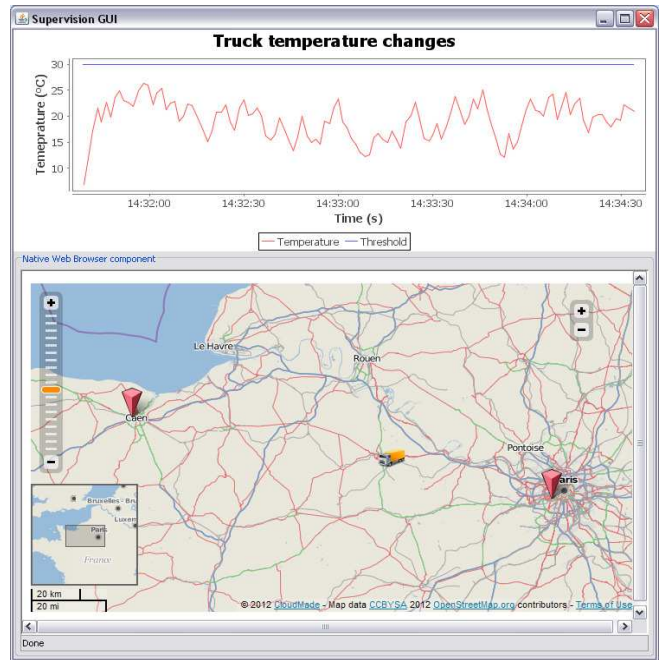 Supervision GUI
Truck temperature changes
Temeprature (°C)
30
25
20
15
10
14:32:00 14:32:30 14:33:00 14:33:30 14:34:00 14:34:30
Time (s)
Temperature Threshold
Native Web Browser component
+
+
−
Le Havre
Rouen
Caen
Pontoise
Paris
−
Bruxelles - Bru
Luxem
Paris
France
20 km
20 mi
© 2012 CloudMade - Map data CCBYSA 2012 OpenStreetMap.org contributors - Terms of Use
Done